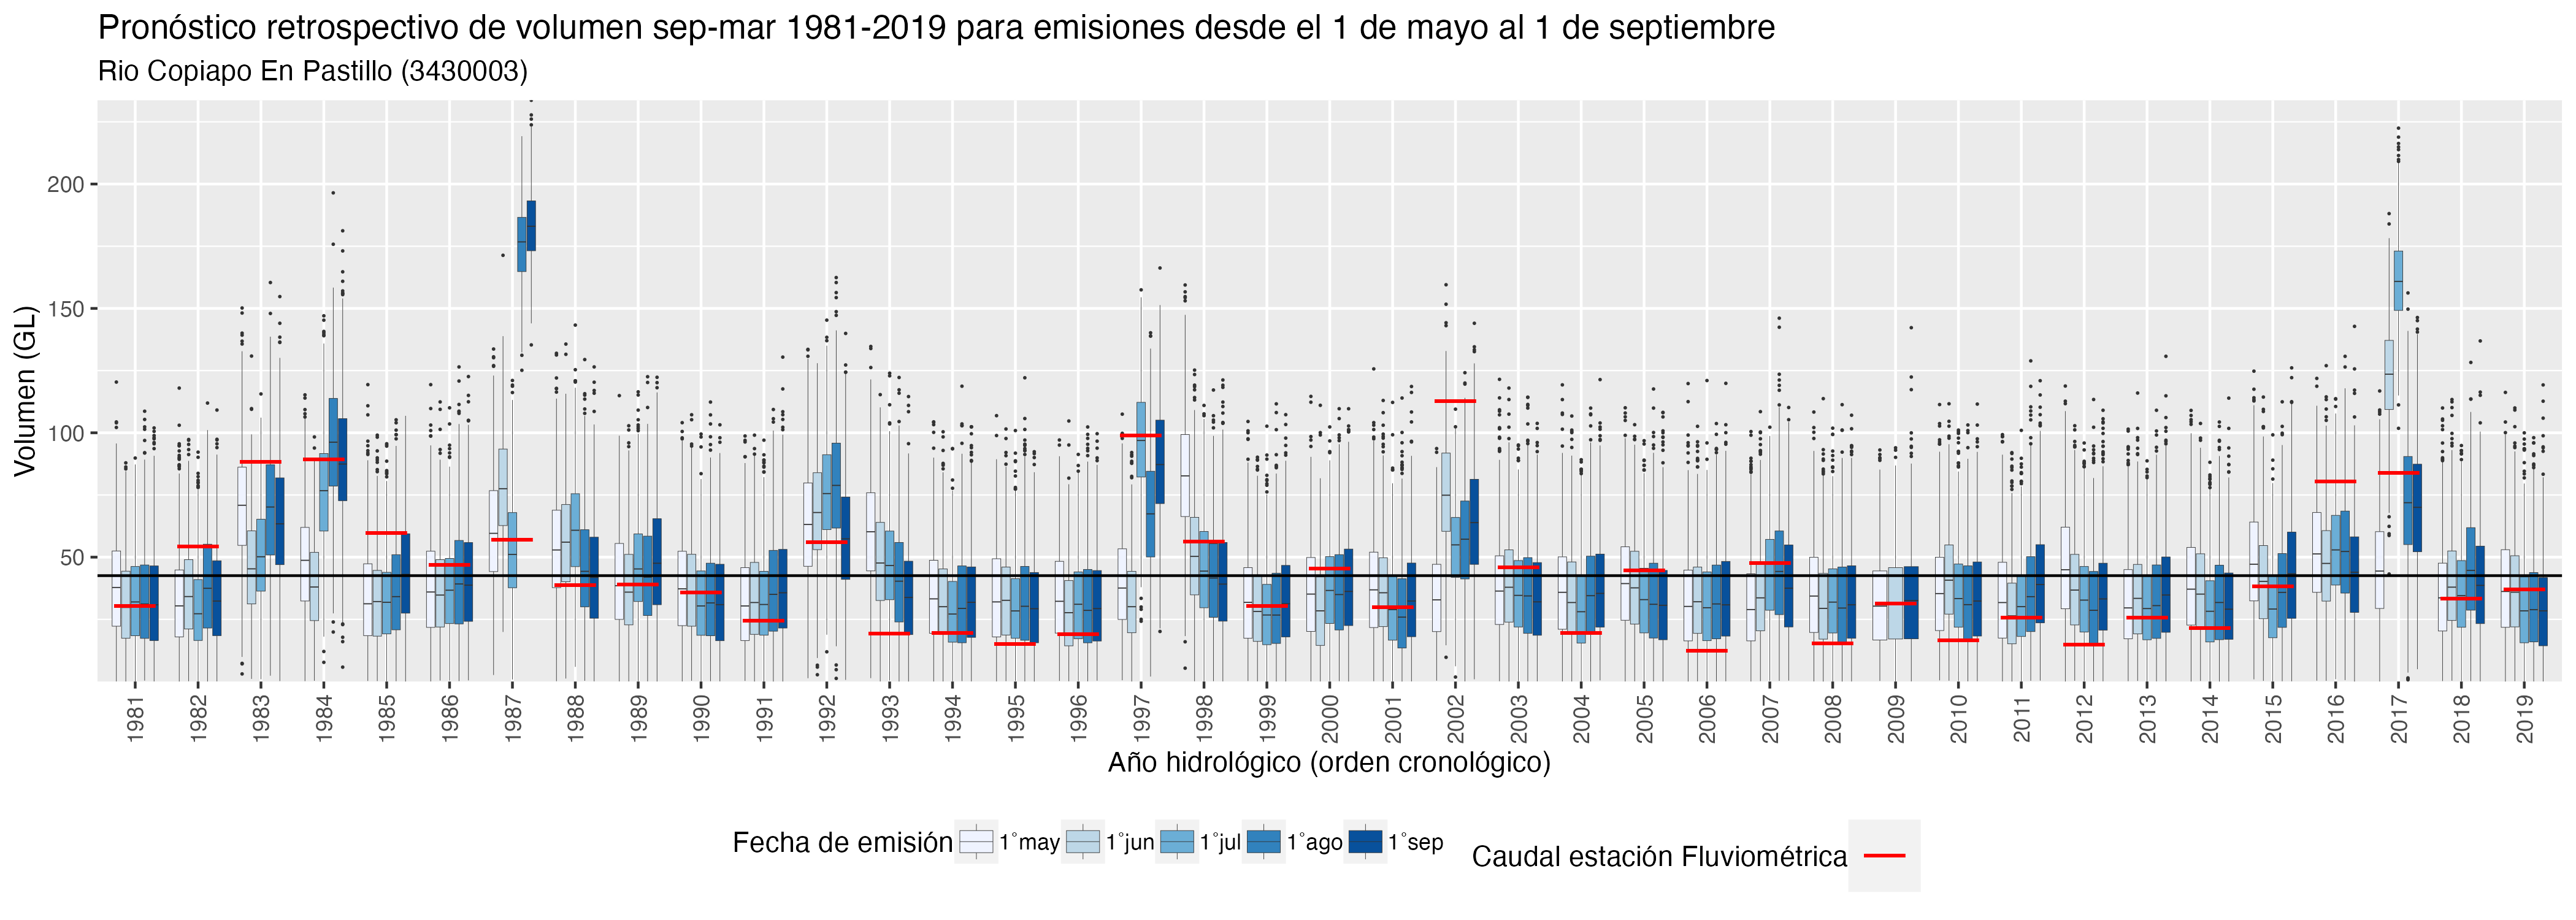 Pronóstico retrospectivo de volumen sep-mar 1981-2019 para emisiones desde el 1 de mayo al 1 de septiembre
Rio Copiapo En Pastillo (3430003)
Volumen (GL)
200
150
100
50
1981 1982 1983 1984 1985 1986 1987 1988 1989 1990 1991 1992 1993 1994 1995 1996 1997 1998 1999 2000 2001 2002 2003 2004 2005 2006 2007 2008 2009 2010 2011 2012 2013 2014 2015 2016 2017 2018 2019
Año hidrológico (orden cronológico)
Fecha de emisión 1°may 1°jun 1°jul 1°ago 1°sep Caudal estación Fluviométrica